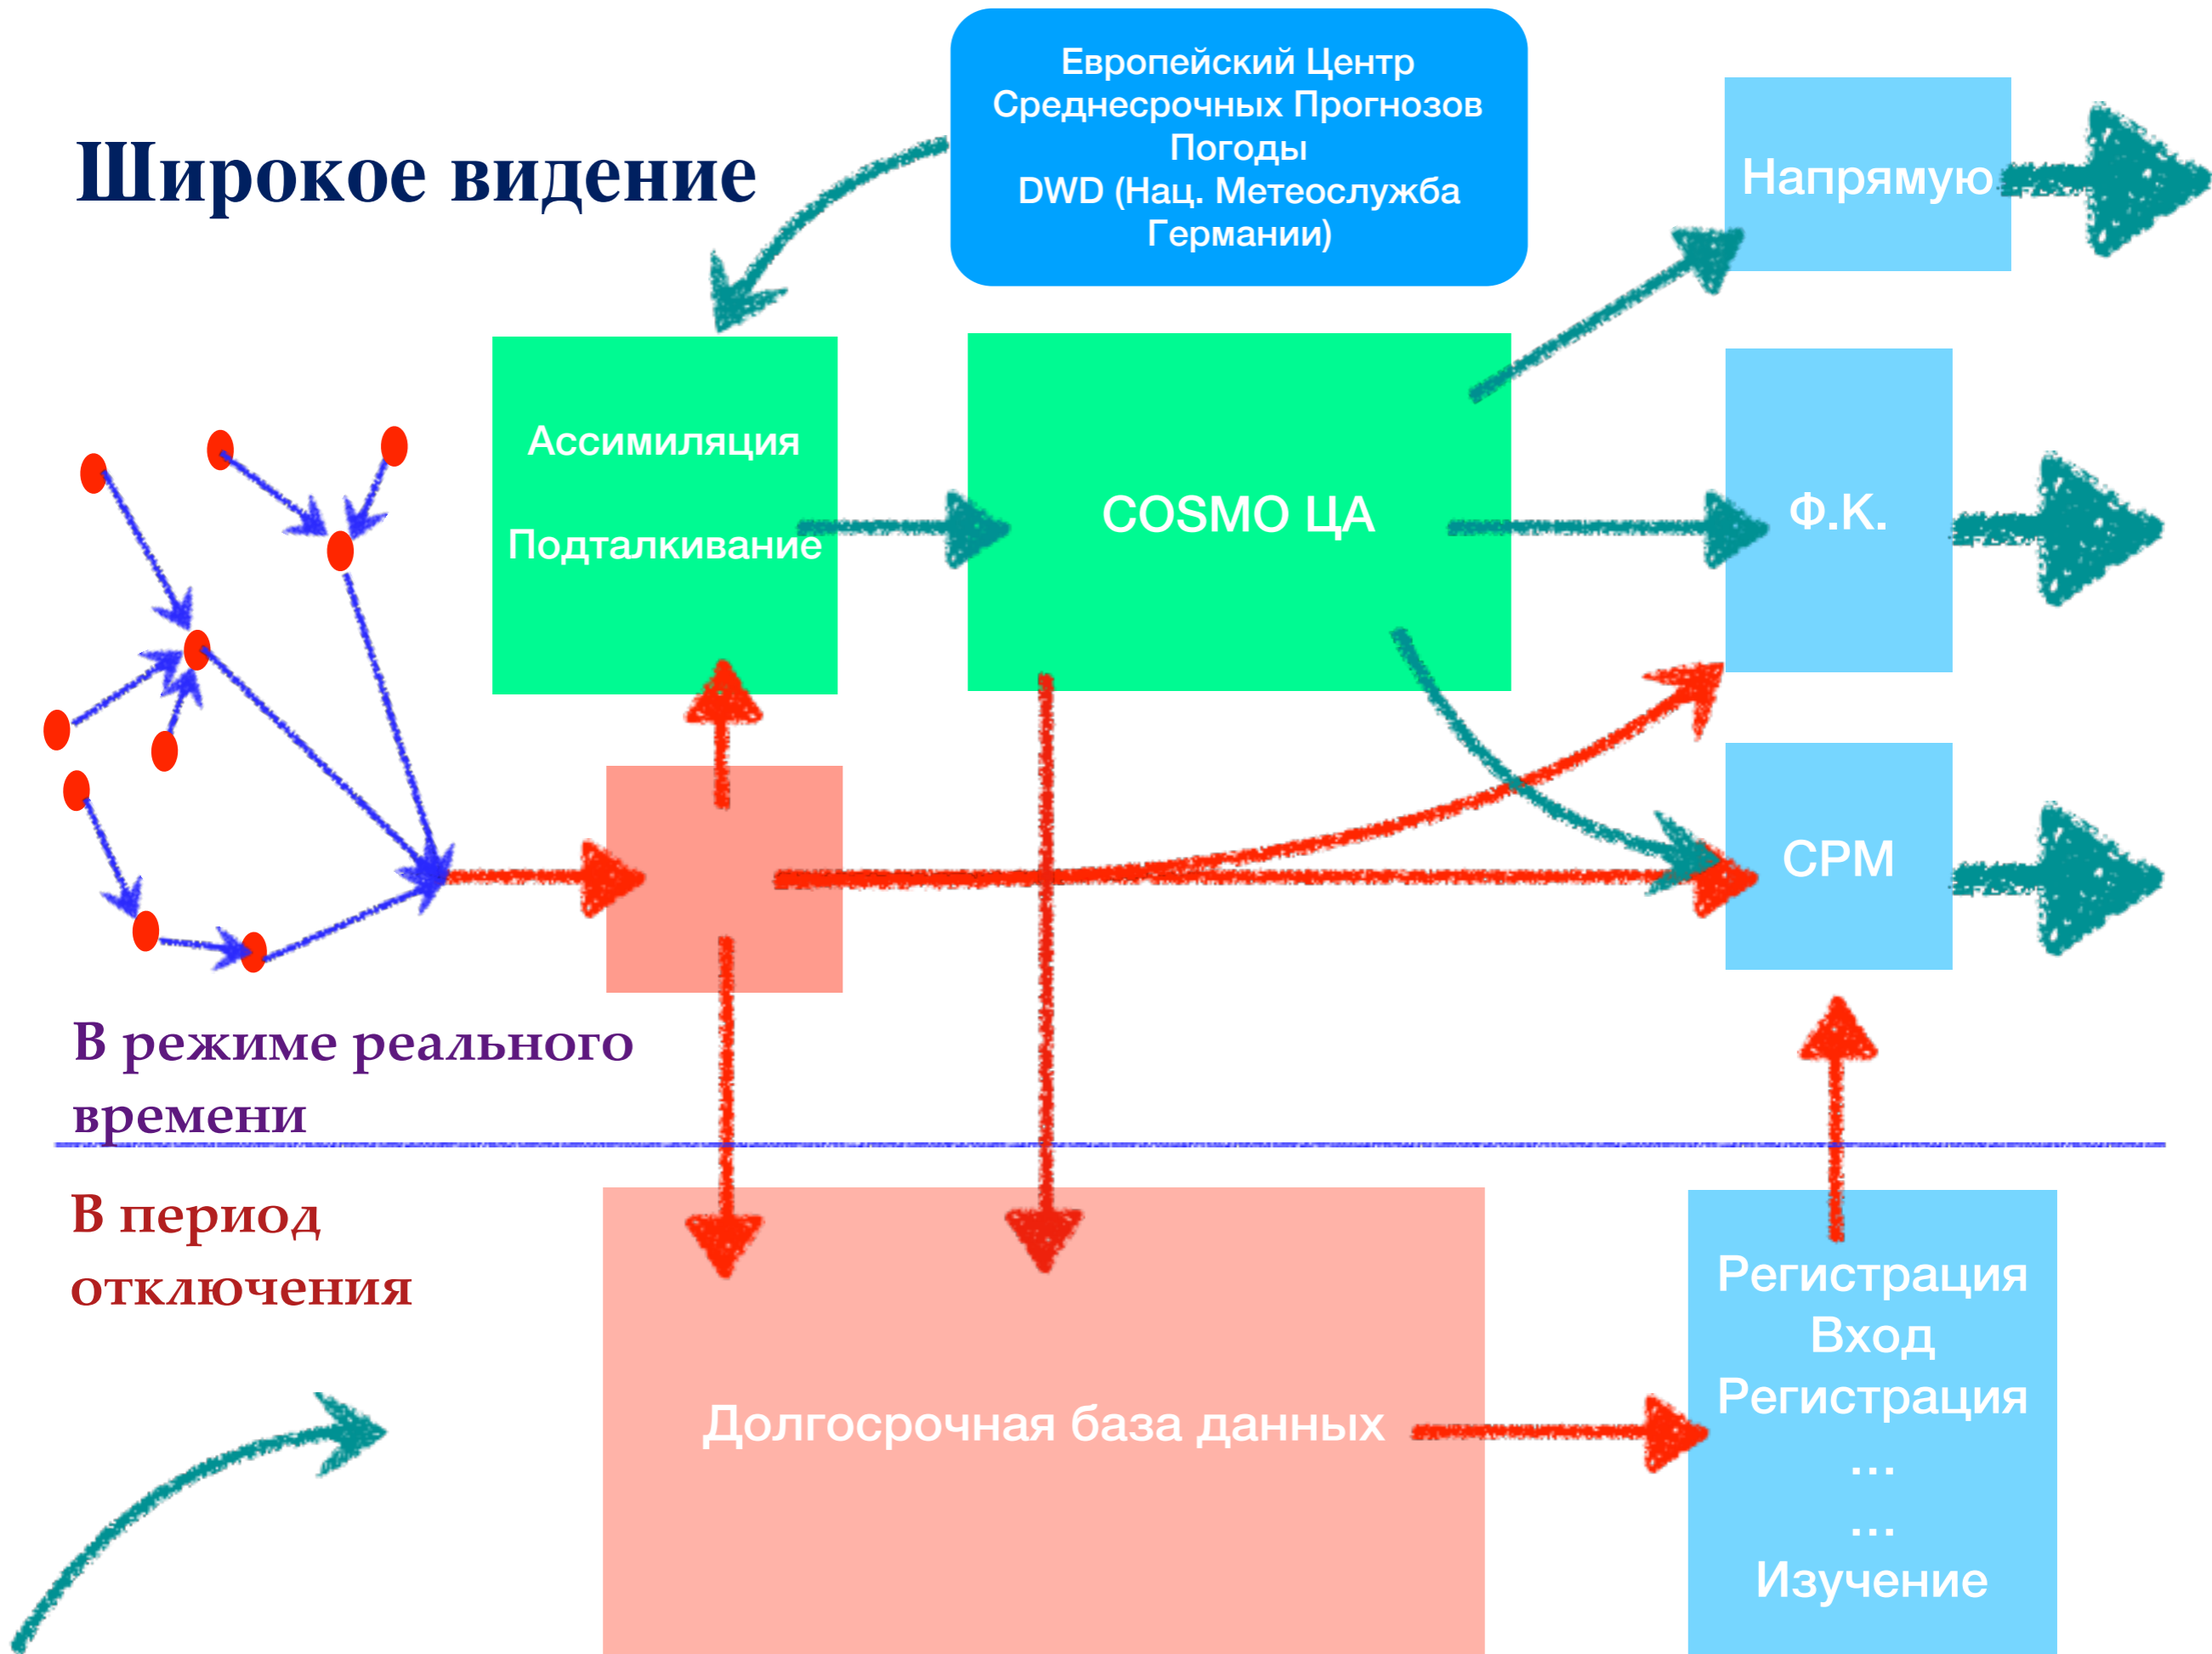 Широкое видение
Европейский Центр
Среднесрочных Прогнозов
Погоды
DWD (Нац. Метеослужба
Германии)
Напрямую
Ассимиляция
Подталкивание
COSMO ЦА
Ф.К.
СРМ
В режиме реального
времени
В период
отключения
Долгосрочная база данных
Регистрация
Вход
Регистрация
...
...
Изучение